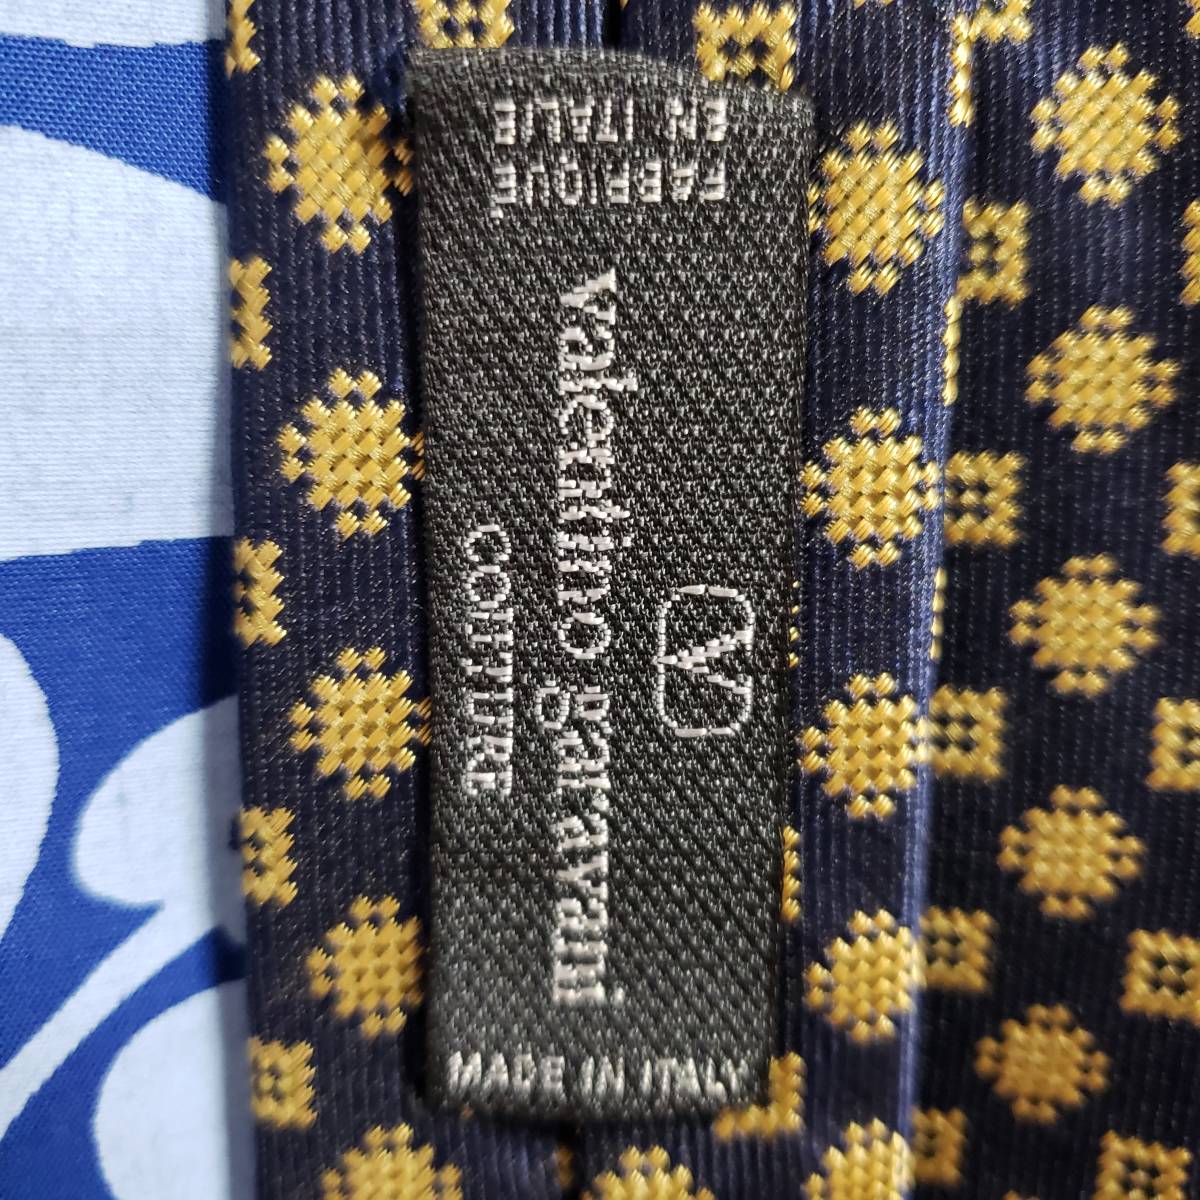 FABRIQUÉ
EN ITALIE
V
valentino garavani
COUTURE
MADE IN ITALY